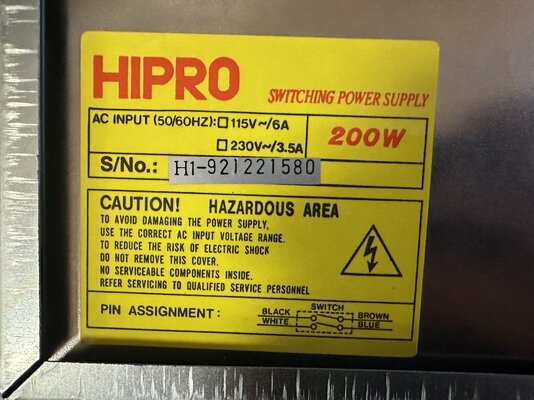 HIPRO
SWITCHING POWER SUPPLY
AC INPUT (50/60HZ): 115V~/6A
230V~/3.5A
200W
S/No.: H1-921221580
CAUTION! HAZARDOUS AREA
TO AVOID DAMAGING THE POWER SUPPLY,
USE THE CORRECT AC INPUT VOLTAGE RANGE.
TO REDUCE THE RISK OF ELECTRIC SHOCK
DO NOT REMOVE THIS COVER.
NO SERVICEABLE COMPONENTS INSIDE.
REFER SERVICING TO QUALIFIED SERVICE PERSONNEL
PIN ASSIGNMENT :
SWITCH
BLACK BROWN
WHITE BLUE